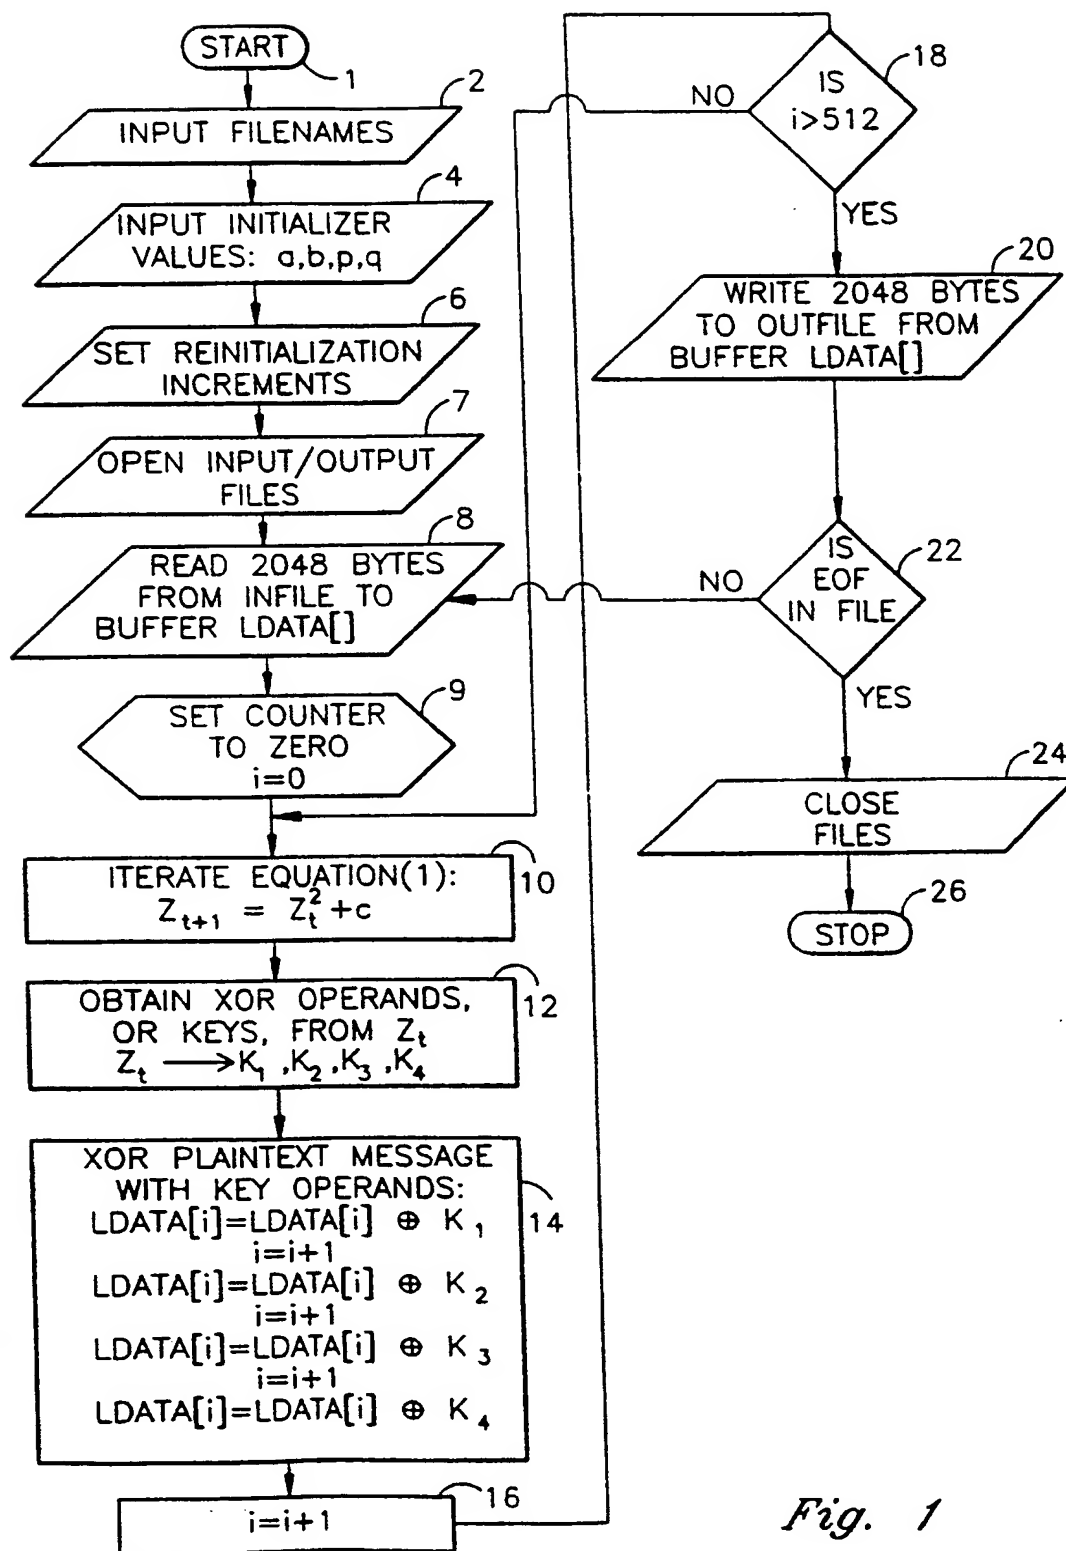 START
1
2
INPUT FILENAMES
4
INPUT INITIALIZER
VALUES: a,b,p,q
6
SET REINITIALIZATION
INCREMENTS
7
OPEN INPUT/OUTPUT
FILES
8
READ 2048 BYTES
FROM INFILE TO
BUFFER LDATA[]
9
SET COUNTER
TO ZERO
i=0
ITERATE EQUATION(1):
10
Z_{t+1} = Z_t^2+c
OBTAIN XOR OPERANDS,
12
OR KEYS, FROM Z_t
Z_t ⟶ K_1 ,K_2 ,K_3 ,K_4
XOR PLAINTEXT MESSAGE
WITH KEY OPERANDS:
14
LDATA[i]=LDATA[i] ⊕ K_1
i=i+1
LDATA[i]=LDATA[i] ⊕ K_2
i=i+1
LDATA[i]=LDATA[i] ⊕ K_3
i=i+1
LDATA[i]=LDATA[i] ⊕ K_4
16
i=i+1
18
IS
i>512
NO
YES
20
WRITE 2048 BYTES
TO OUTFILE FROM
BUFFER LDATA[]
22
IS
EOF
IN FILE
NO
YES
24
CLOSE
FILES
26
STOP
Fig. 1